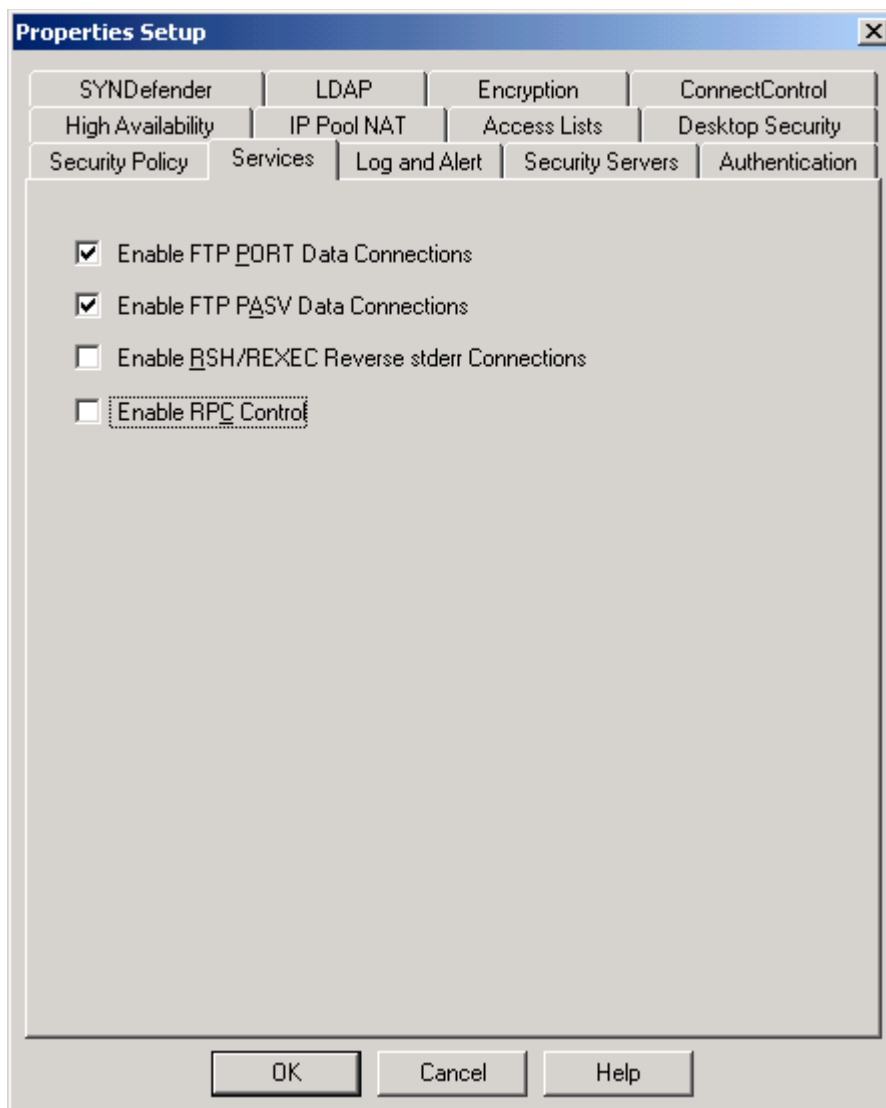 Properties Setup
SYNDefender LDAP Encryption ConnectControl
High Availability IP Pool NAT Access Lists Desktop Security
Security Policy Services Log and Alert Security Servers Authentication
Enable FTP PORT Data Connections
Enable FTP PASV Data Connections
Enable RSH/REXEC Reverse stderr Connections
Enable RPC Control
OK Cancel Help